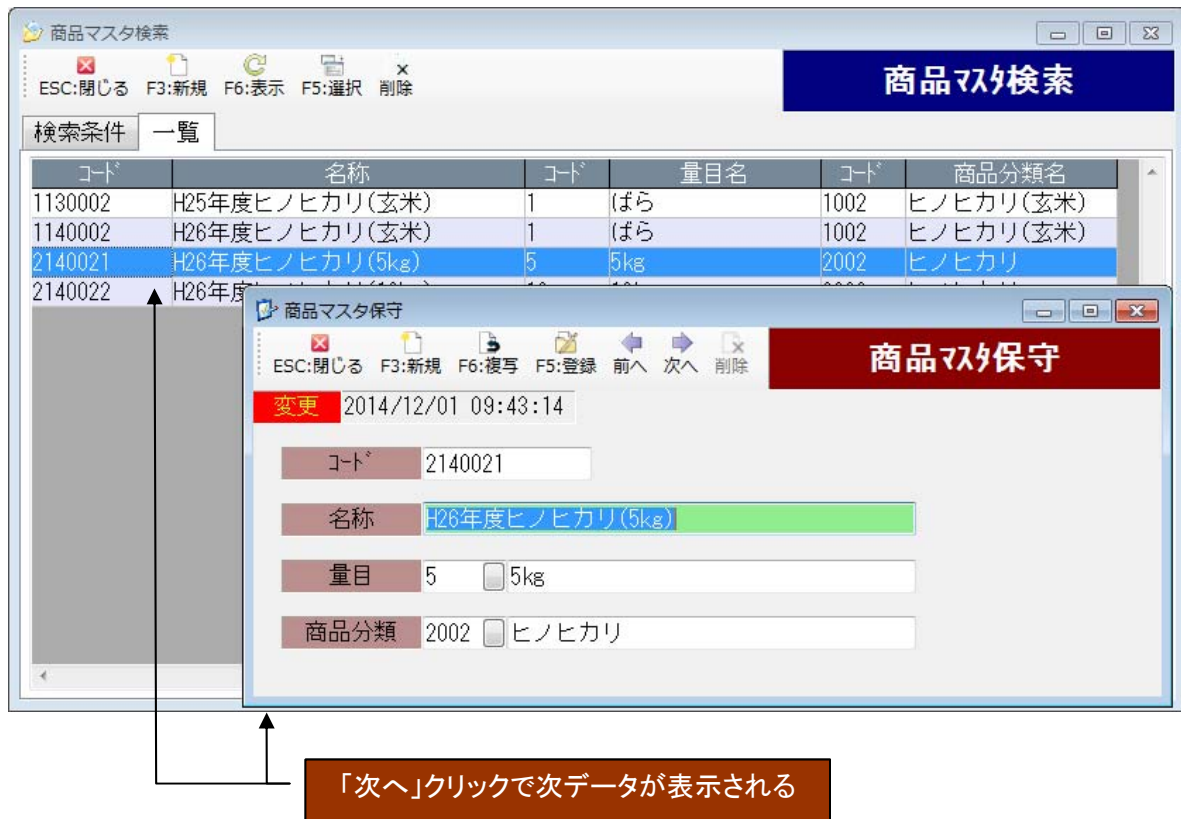 商品マスタ検索
ESC:閉じる F3:新規 F6:表示 F5:選択 削除
商品ﾏｽﾀ検索
検索条件 一覧
ｺｰﾄﾞ 名称 ｺｰﾄﾞ 量目名 ｺｰﾄﾞ 商品分類名
1130002 H25年度ヒノヒカリ(玄米) 1 ばら 1002 ヒノヒカリ(玄米)
1140002 H26年度ヒノヒカリ(玄米) 1 ばら 1002 ヒノヒカリ(玄米)
2140021 H26年度ヒノヒカリ(5kg) 5 5kg 2002 ヒノヒカリ
2140022 H26年度
商品マスタ保守
ESC:閉じる F3:新規 F6:複写 F5:登録 前へ 次へ 削除
商品ﾏｽﾀ保守
変更 2014/12/01 09:43:14
ｺｰﾄﾞ 2140021
名称 H26年度ヒノヒカリ(5kg)
量目 5 5kg
商品分類 2002 ヒノヒカリ
「次へ」クリックで次データが表示される